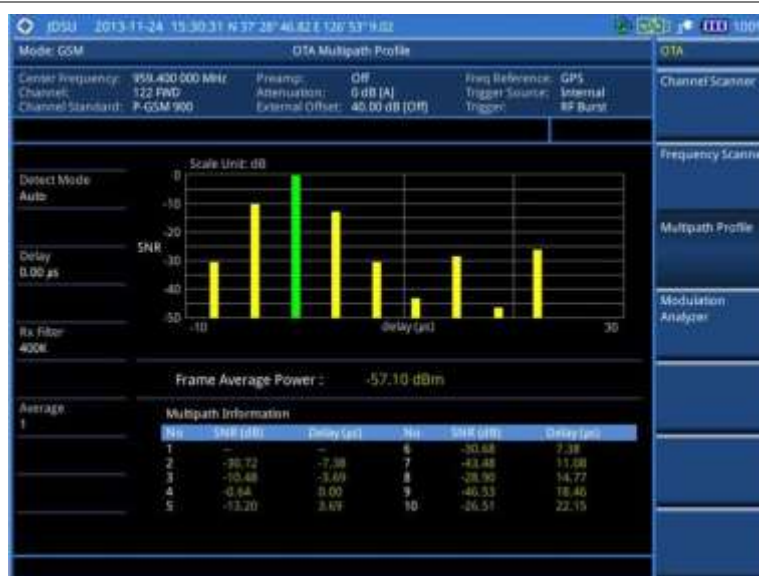 JDSU 2013-11-24 15:30:31 N 37° 28' 46.82 E 126° 53' 9.02 100%
Mode: GSM OTA Multipath Profile OTA
Center Frequency: 959.400 000 MHz Preamp: Off Freq Reference: GPS
Channel: 122 FWD Attenuation: 0 dB [A] Trigger Source: Internal
Channel Standard: P-GSM 900 External Offset: 40.00 dB [Off] Trigger: RF Burst
Channel Scanner
Frequency Scanne
Multipath Profile
Modulation
Analyzer
Detect Mode
Auto
Delay
0.00 µs
Rx Filter
400K
Average
1
Scale Unit: dB
0
-10
-20
SNR
-30
-40
-50
-10 delay (µs) 30
Frame Average Power : -57.10 dBm
Multipath Information
No SNR (dB) Delay (µs) No SNR (dB) Delay (µs)
1 -- -- 6 -30.68 7.38
2 -30.72 -7.38 7 -43.48 11.08
3 -10.48 -3.69 8 -28.90 14.77
4 -0.64 0.00 9 -46.53 18.46
5 -13.20 3.69 10 -26.51 22.15